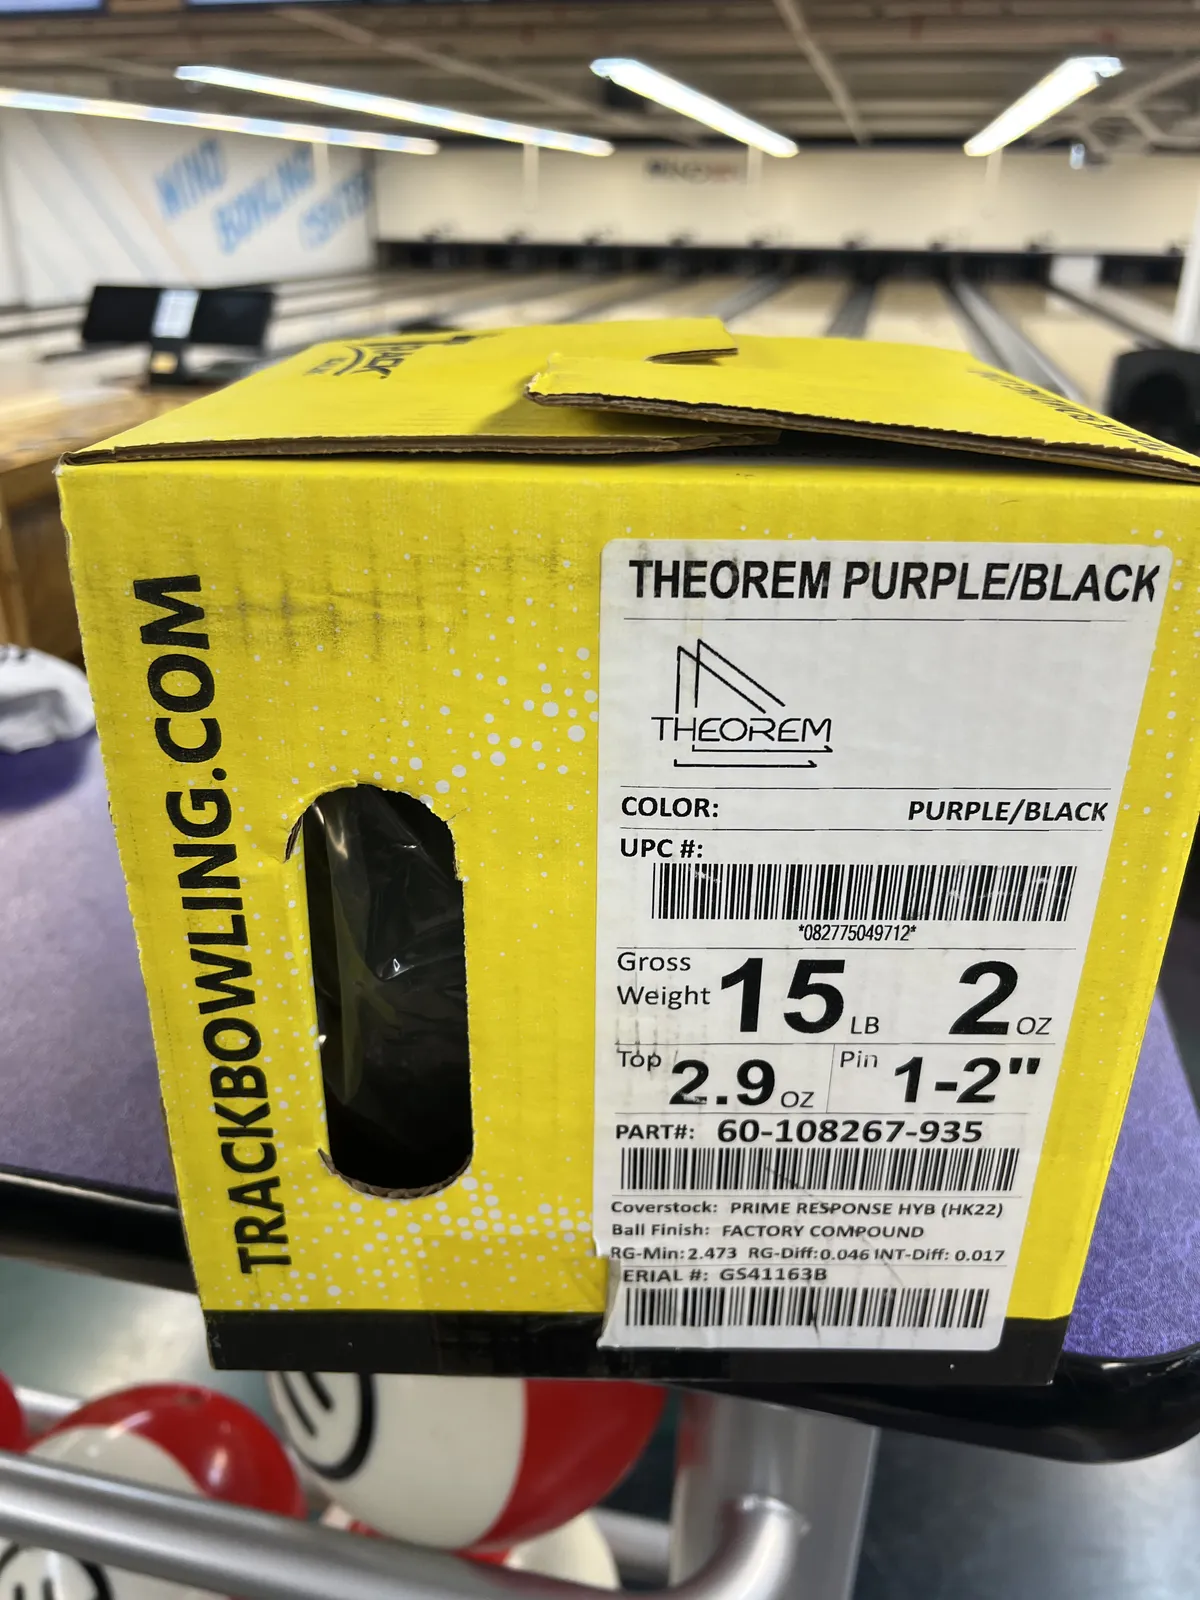 TRACK
TRACKBOWLING.COM
THEOREM PURPLE/BLACK
THEOREM
COLOR: PURPLE/BLACK
UPC #:
*082775049712*
Gross Weight 15 LB 2 OZ
Top 2.9 OZ Pin 1-2"
PART#: 60-108267-935
Coverstock: PRIME RESPONSE HYB (HK22)
Ball Finish: FACTORY COMPOUND
RG-Min: 2.473 RG-Diff: 0.046 INT-Diff: 0.017
ERIAL #: GS41163B